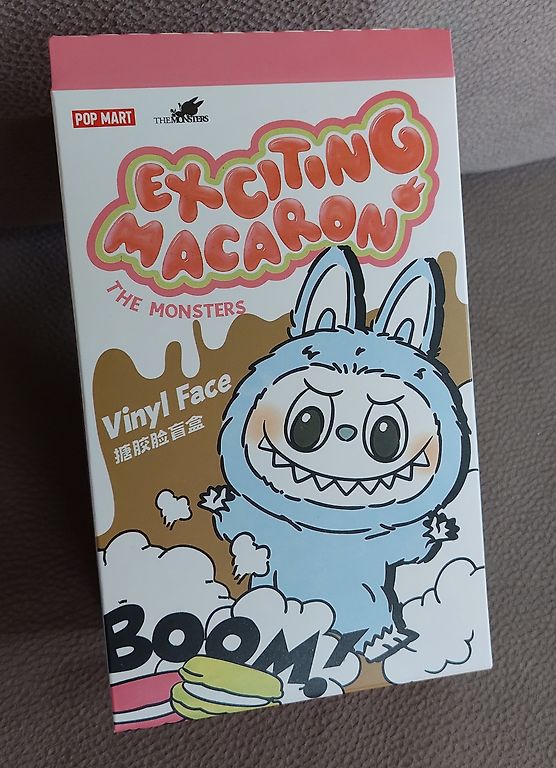 POP MART
THE MONSTERS
EXCITING
MACARON
THE MONSTERS
Vinyl Face
搪胶脸盲盒
BOOM!